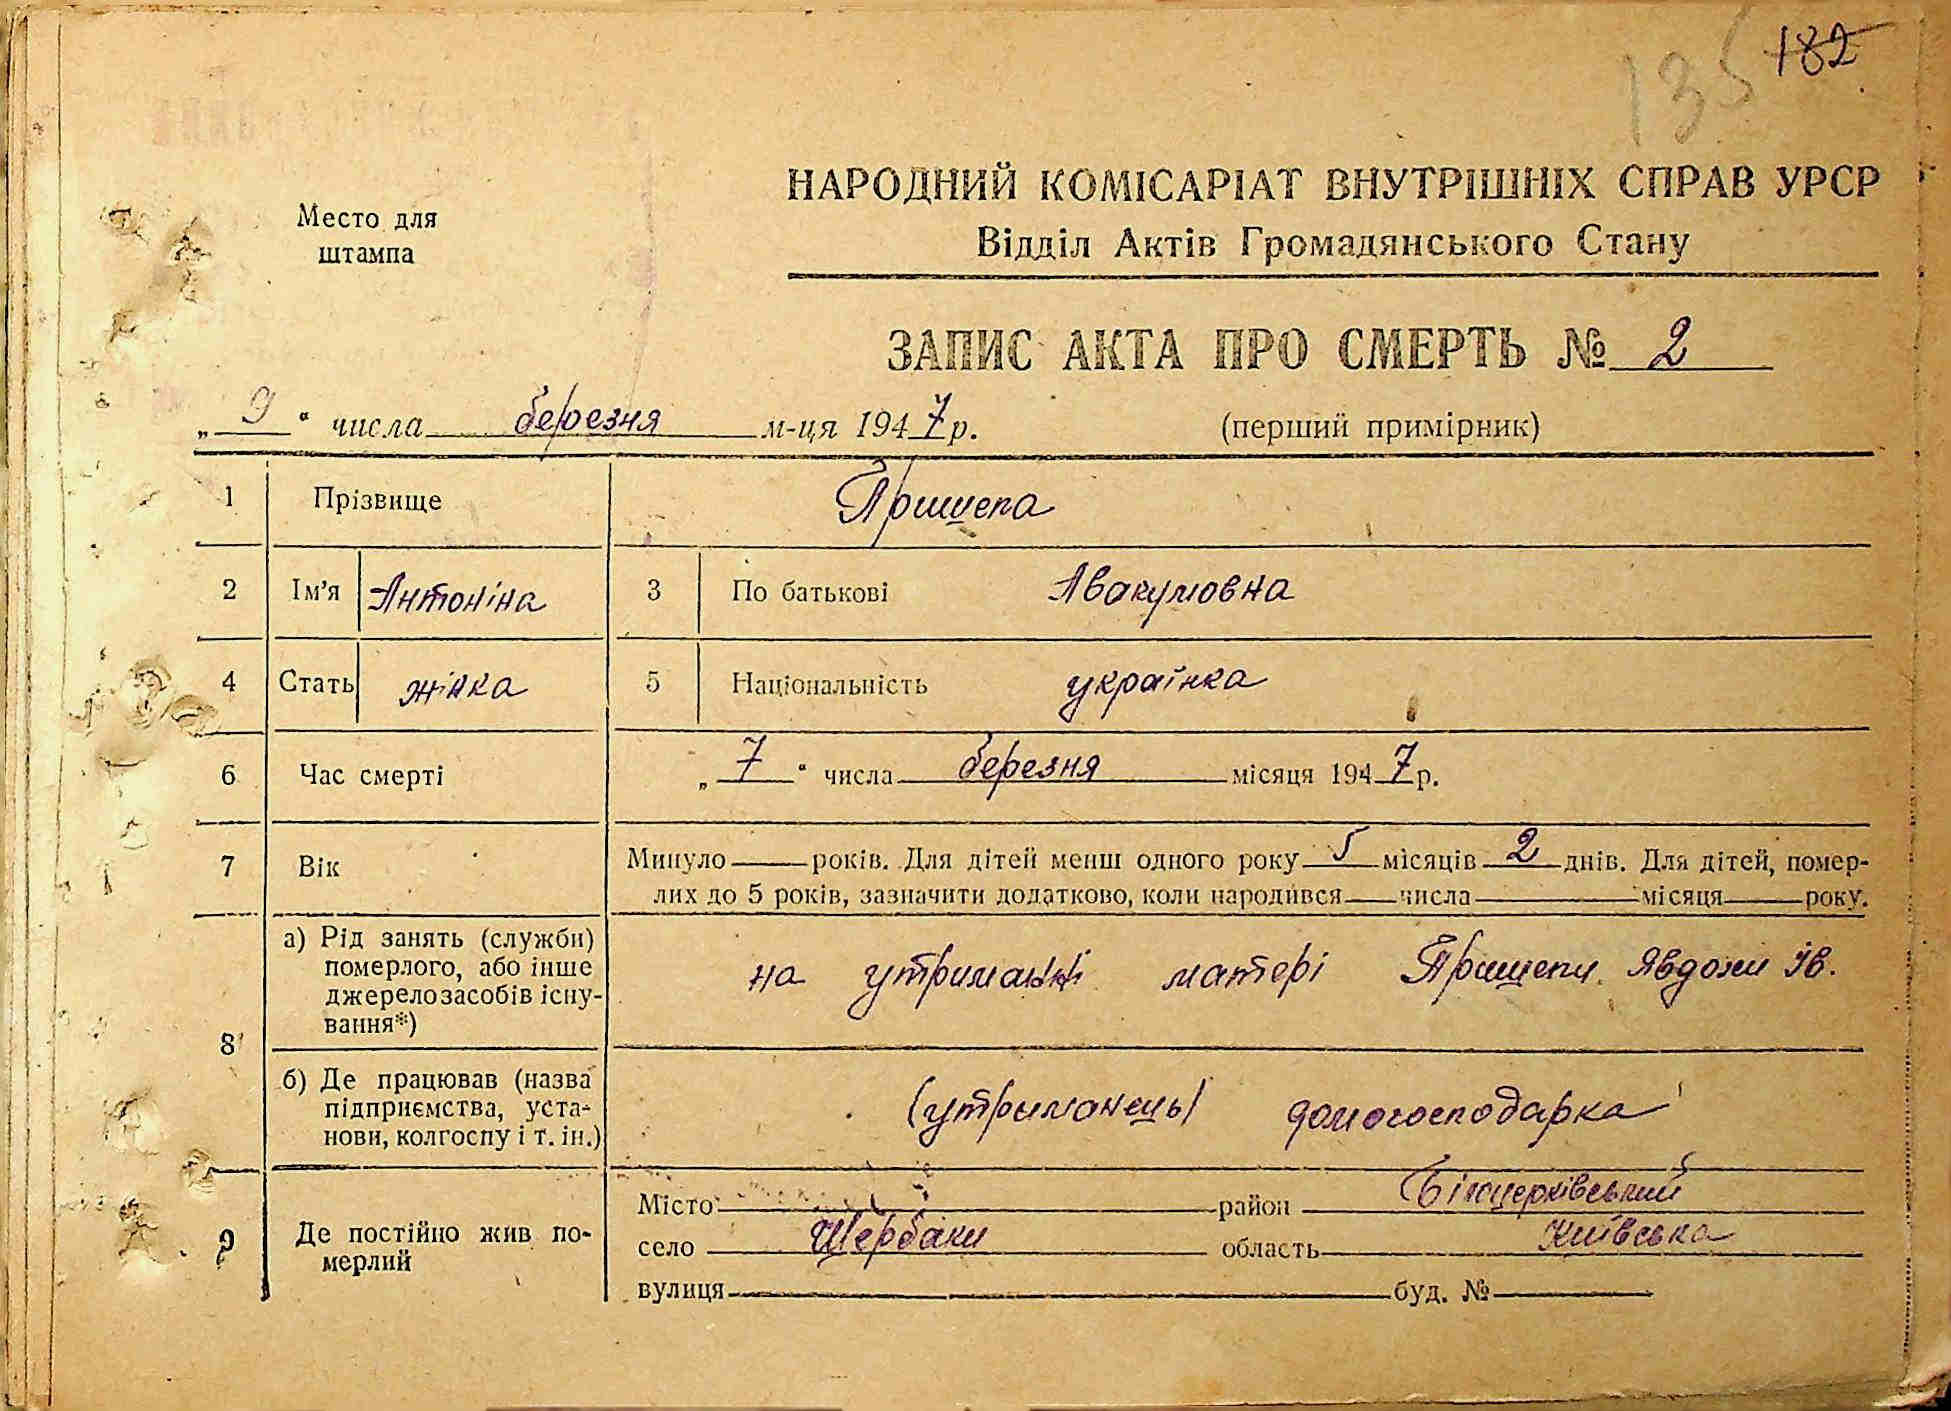 135 182
Место для
штампа
НАРОДНИЙ КОМІСАРІАТ ВНУТРІШНІХ СПРАВ УРСР
Відділ Актів Громадянського Стану
ЗАПИС АКТА ПРО СМЕРТЬ № 2
„9“ числа березня м-ця 1947 р. (перший примірник)
1 Прізвище Прищепа
2 Ім'я Антоніна 3 По батькові Авакумовна
4 Стать жінка 5 Національність українка
6 Час смерті „7“ числа березня місяця 1947 р.
7 Вік Минуло — років. Для дітей менш одного року 5 місяців 2 днів. Для дітей, помер-
лих до 5 років, зазначити додатково, коли народився — числа — місяця — року.
8 а) Рід занять (служби)
померлого, або інше
джерело засобів існу-
вання*)
на утриманні матері Прищепи Явдохи Ів.
б) Де працював (назва
підприємства, уста-
нови, колгоспу і т. ін.)
(утриманець) домогосподарка
9 Де постійно жив по-
мерлий
Місто район Білоцерківський
село Щербаки область Київська
вулиця буд. №